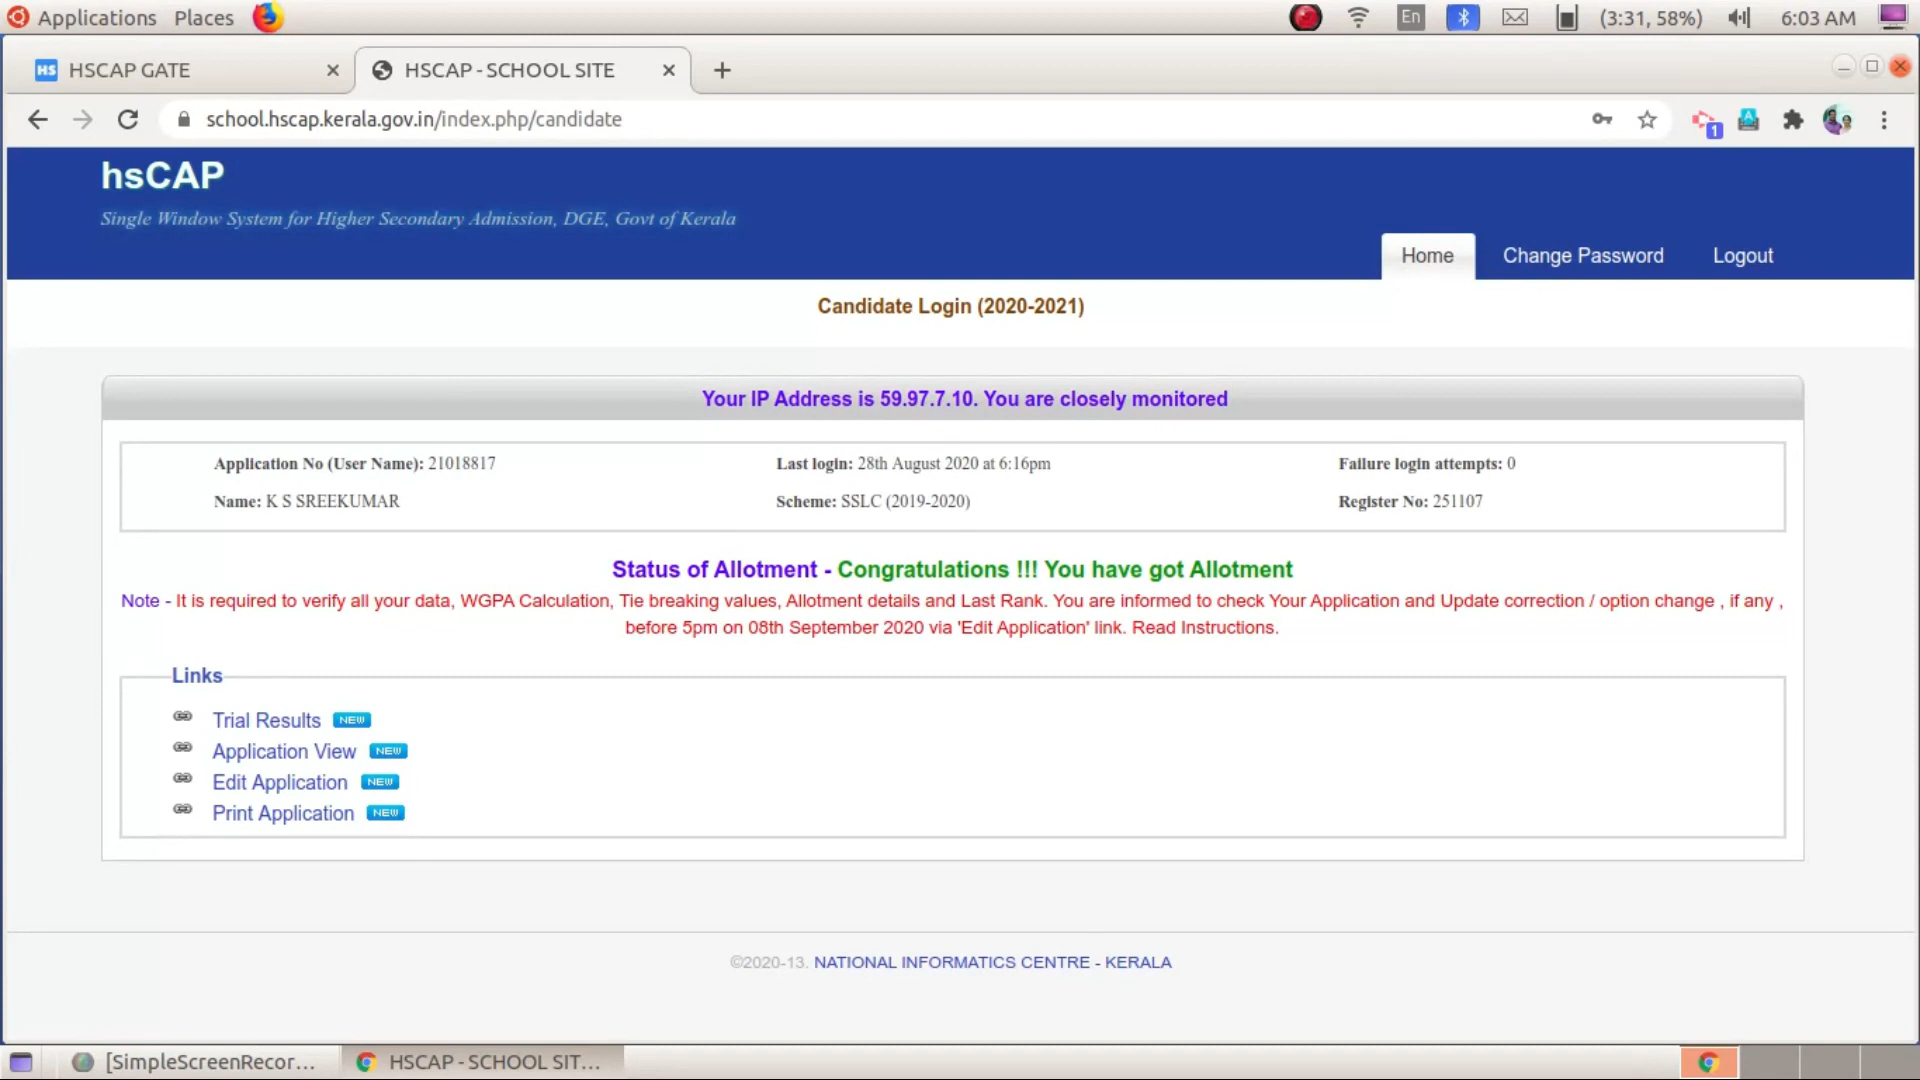 Applications Places En (3:31, 58%) 6:03 AM
HS HSCAP GATE HSCAP - SCHOOL SITE
school.hscap.kerala.gov.in/index.php/candidate 1
hsCAP
Single Window System for Higher Secondary Admission, DGE, Govt of Kerala
Home Change Password Logout
Candidate Login (2020-2021)
Your IP Address is 59.97.7.10. You are closely monitored
Application No (User Name): 21018817 Last login: 28th August 2020 at 6:16pm Failure login attempts: 0
Name: K S SREEKUMAR Scheme: SSLC (2019-2020) Register No: 251107
Status of Allotment - Congratulations !!! You have got Allotment
Note - It is required to verify all your data, WGPA Calculation, Tie breaking values, Allotment details and Last Rank. You are informed to check Your Application and Update correction / option change , if any ,
before 5pm on 08th September 2020 via 'Edit Application' link. Read Instructions.
Links
Trial Results NEW
Application View NEW
Edit Application NEW
Print Application NEW
©2020-13. NATIONAL INFORMATICS CENTRE - KERALA
[SimpleScreenRecor... HSCAP - SCHOOL SIT...